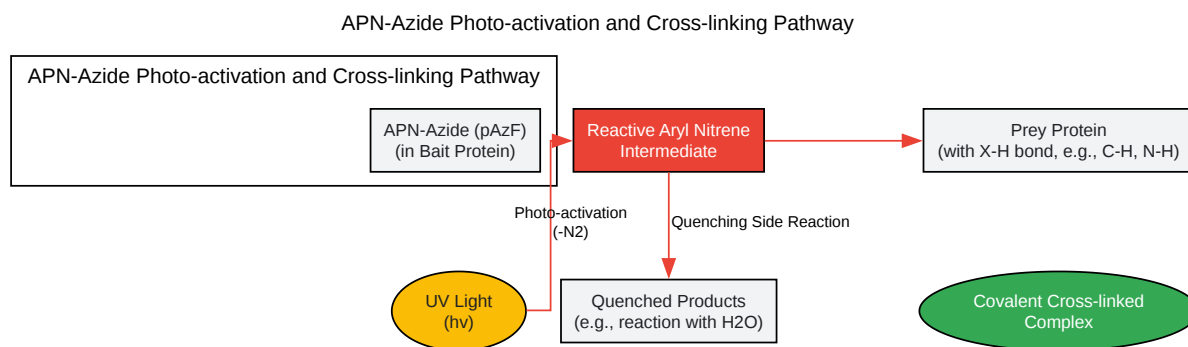 APN-Azide Photo-activation and Cross-linking Pathway
APN-Azide Photo-activation and Cross-linking Pathway
APN-Azide (pAzF)
(in Bait Protein)
Reactive Aryl Nitrene
Intermediate
Prey Protein
(with X-H bond, e.g., C-H, N-H)
Photo-activation
(-N2)
Quenching Side Reaction
UV Light
(hv)
Quenched Products
(e.g., reaction with H2O)
Covalent Cross-linked
Complex